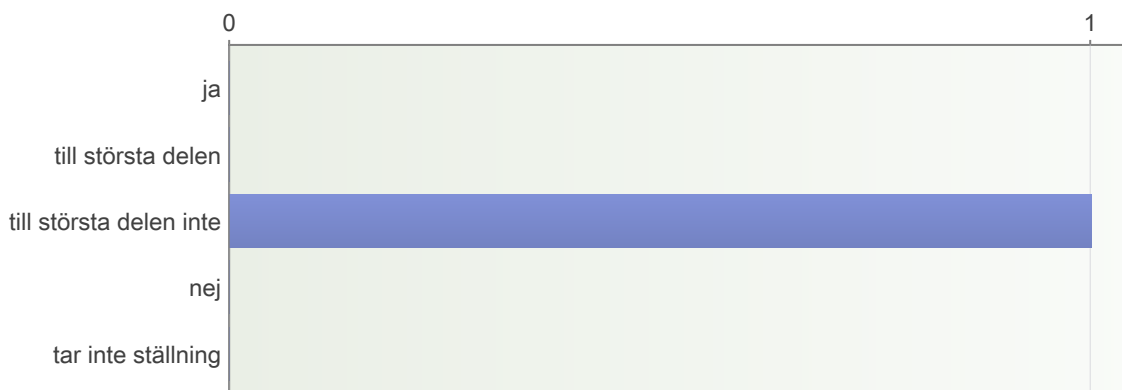 0 1
ja
till största delen
till största delen inte
nej
tar inte ställning